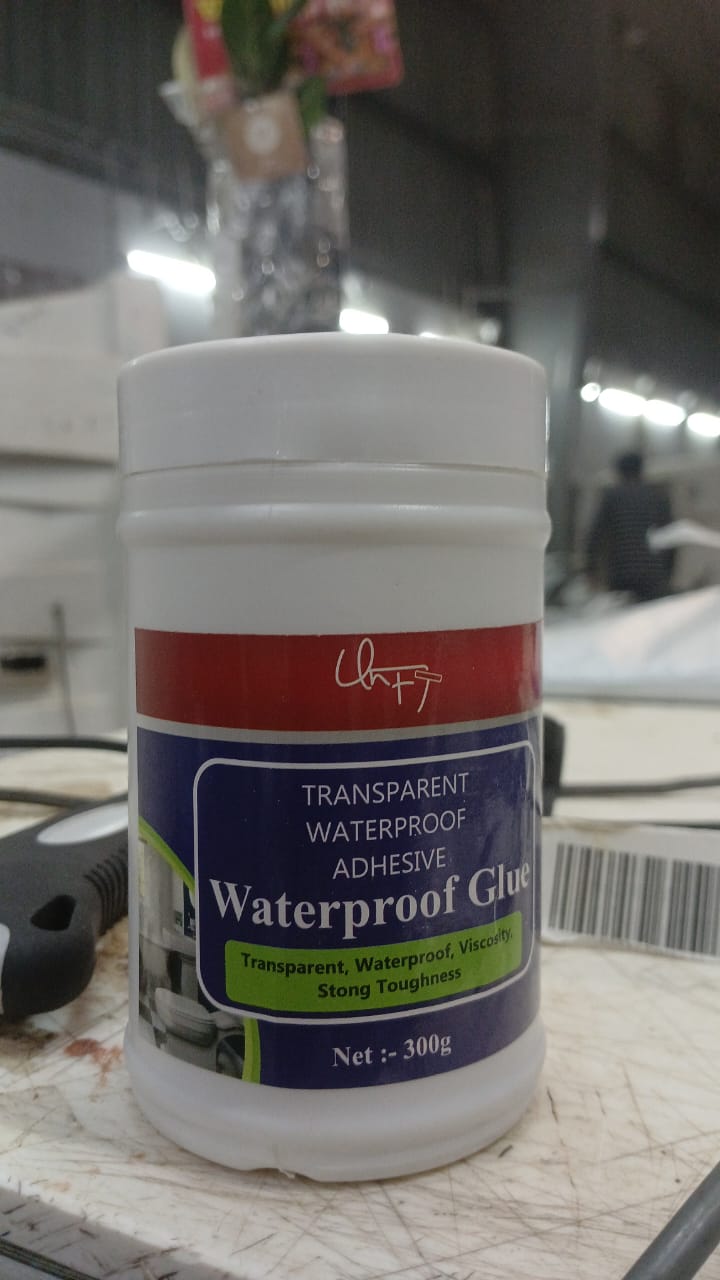 TRANSPARENT
WATERPROOF
ADHESIVE
Waterproof Glue
Transparent, Waterproof, Viscosity,
Stong Toughness
Net :- 300g